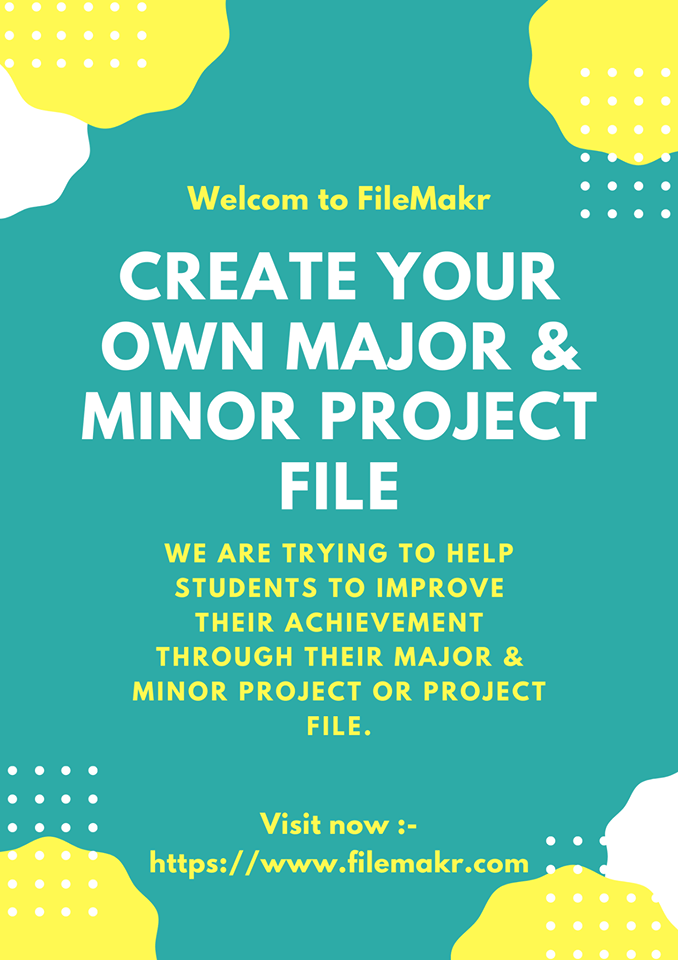 Welcom to FileMakr
CREATE YOUR
OWN MAJOR &
MINOR PROJECT
FILE
WE ARE TRYING TO HELP
STUDENTS TO IMPROVE
THEIR ACHIEVEMENT
THROUGH THEIR MAJOR &
MINOR PROJECT OR PROJECT
FILE.
Visit now :-
https://www.filemakr.com